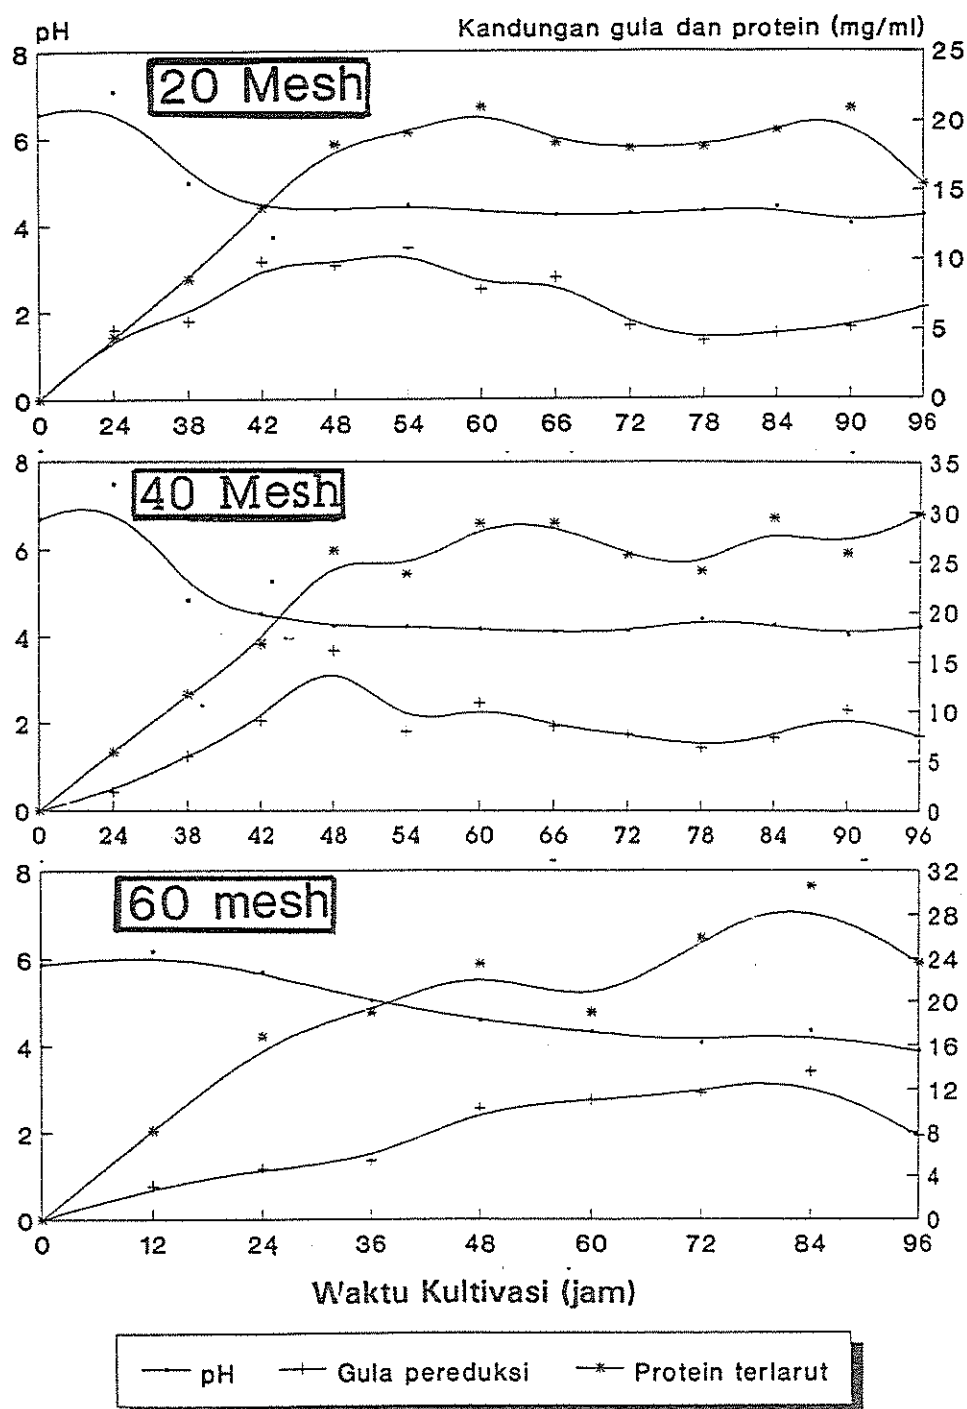 pH Kandungan gula dan protein (mg/ml)
8 25
20 Mesh
6 20
15
4
10
2
5
0 0
0 24 38 42 48 54 60 66 72 78 84 90 96
8 35
40 Mesh
30
6
25
4 20
15
2 10
5
0 0
0 24 38 42 48 54 60 66 72 78 84 90 96
8 32
60 mesh
28
6 24
20
4 16
12
2 8
4
0 0
0 12 24 36 48 60 72 84 96
Waktu Kultivasi (jam)
pH Gula pereduksi Protein terlarut